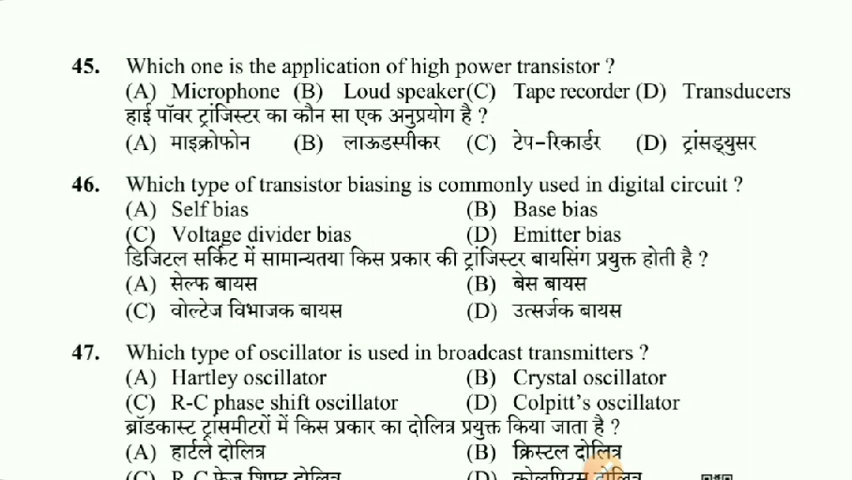 45. Which one is the application of high power transistor ?
(A) Microphone (B) Loud speaker(C) Tape recorder (D) Transducers
हाई पॉवर ट्रांजिस्टर का कौन सा एक अनुप्रयोग है ?
(A) माइक्रोफोन (B) लाऊडस्पीकर (C) टेप-रिकार्डर (D) ट्रांसड्युसर
46. Which type of transistor biasing is commonly used in digital circuit ?
(A) Self bias (B) Base bias
(C) Voltage divider bias (D) Emitter bias
डिजिटल सर्किट में सामान्यतया किस प्रकार की ट्रांजिस्टर बायसिंग प्रयुक्त होती है ?
(A) सेल्फ बायस (B) बेस बायस
(C) वोल्टेज विभाजक बायस (D) उत्सर्जक बायस
47. Which type of oscillator is used in broadcast transmitters ?
(A) Hartley oscillator (B) Crystal oscillator
(C) R-C phase shift oscillator (D) Colpitt's oscillator
ब्रॉडकास्ट ट्रांसमीटरों में किस प्रकार का दोलित्र प्रयुक्त किया जाता है ?
(A) हार्टले दोलित्र (B) क्रिस्टल दोलित्र
(C) R-C फेज शिफ्ट दोलित्र (D) कोलपिटस दोलित्र